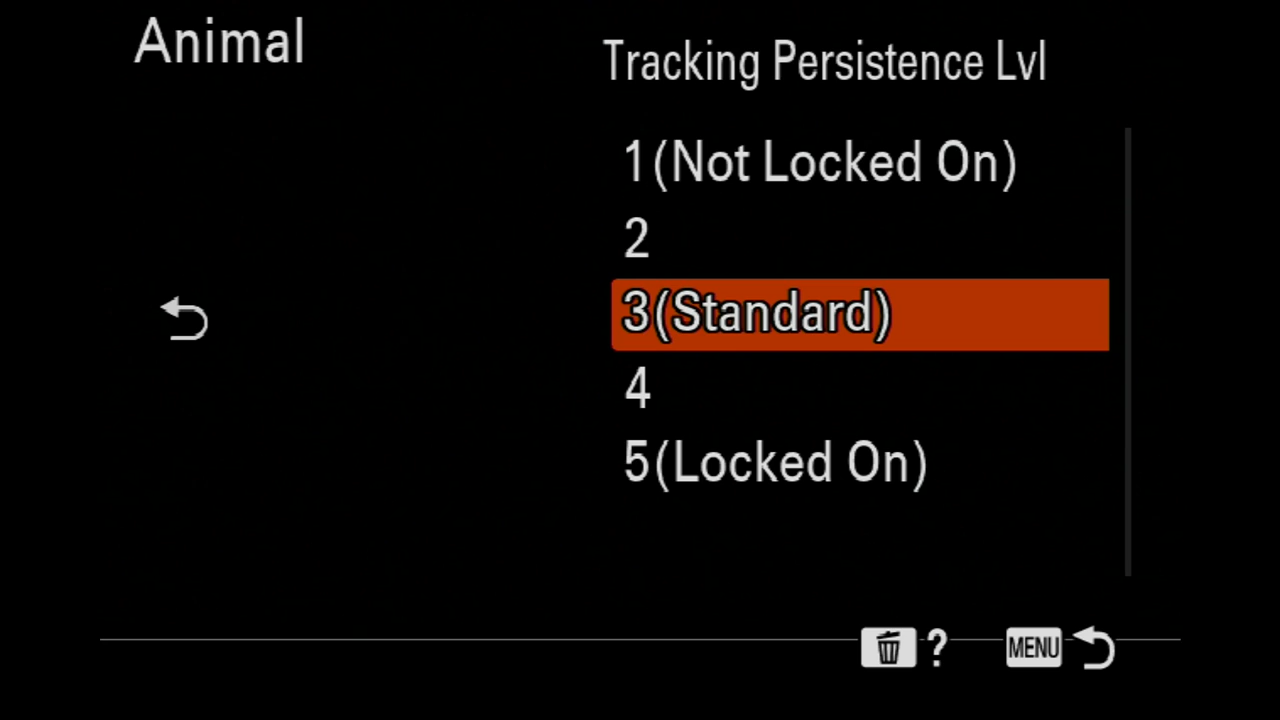 Animal
Tracking Persistence Lvl
1(Not Locked On)
2
3(Standard)
4
5(Locked On)
?
MENU